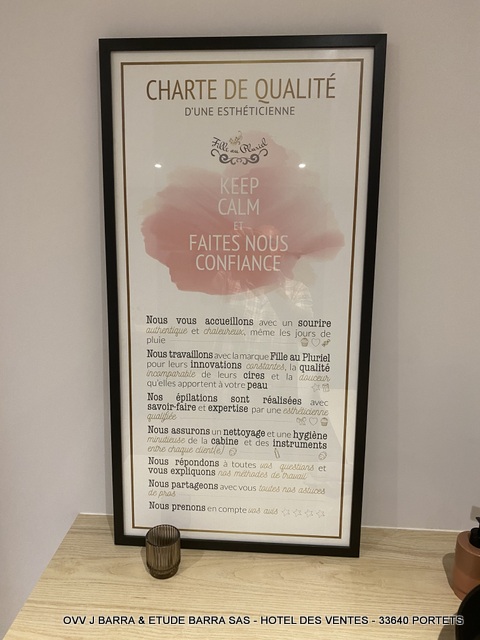 CHARTE DE QUALITÉ
D'UNE ESTHÉTICIENNE
Fille au Pluriel
KEEP
CALM
ET
FAITES NOUS
CONFIANCE
Nous vous accueillons avec un sourire
authentique et chaleureux, même les jours de
pluie
Nous travaillons avec la marque Fille au Pluriel
pour leurs innovations constantes, la qualité
incomparable de leurs cires et la douceur
qu'elles apportent à votre peau
Nos épilations sont réalisées avec
savoir-faire et expertise par une esthéticienne
qualifiée
Nous assurons un nettoyage et une hygiène
minutieuse de la cabine et des instruments
entre chaque client(e)
Nous répondons à toutes vos questions et
vous expliquons nos méthodes de travail
Nous partageons avec vous toutes nos astuces
de pros
Nous prenons en compte vos avis
OVV J BARRA & ETUDE BARRA SAS - HOTEL DES VENTES - 33640 PORTETS